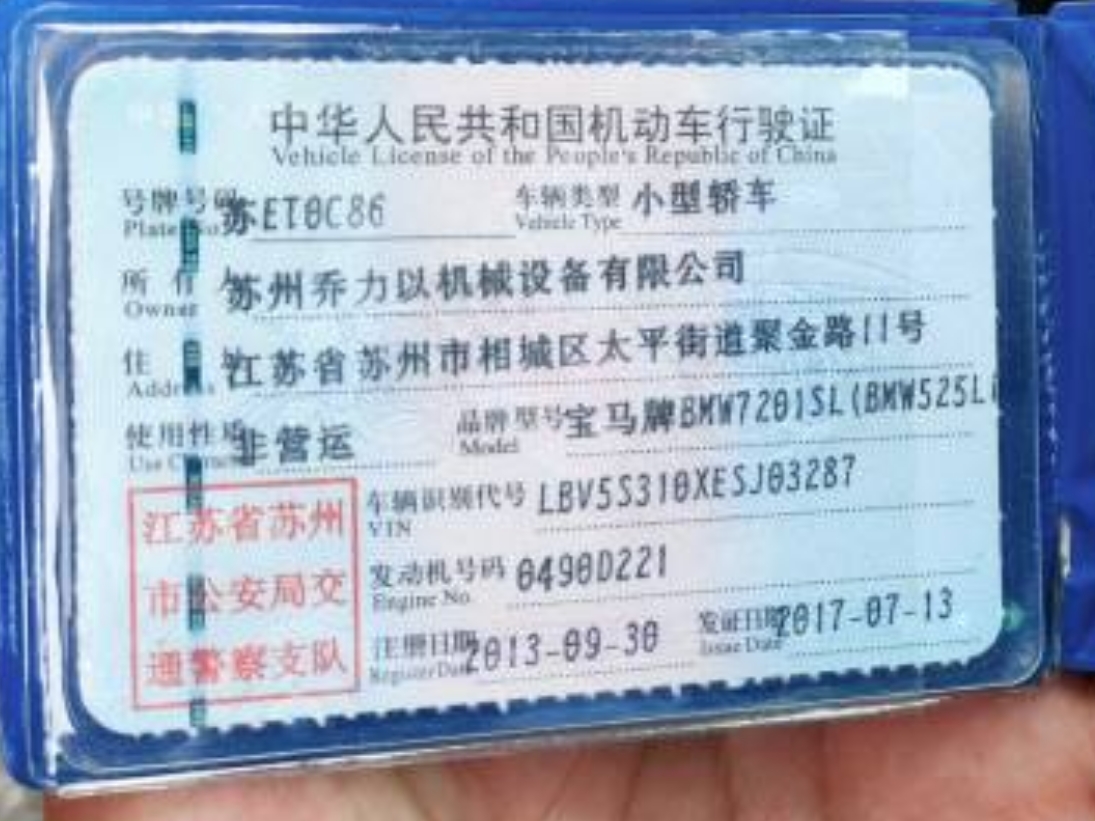 中华人民共和国机动车行驶证
Vehicle License of the People's Republic of China
号牌号码 苏ET0C86 车辆类型 小型轿车
Plate No. Vehicle Type
所 有 人 苏州乔力以机械设备有限公司
Owner
住 址 江苏省苏州市相城区太平街道聚金路11号
Address
使用性质 非营运 品牌型号 宝马牌BMW7201SL(BMW525Li
Use Character Model
江苏省苏州
市公安局交
通警察支队
车辆识别代号 LBV5S310XESJ03287
VIN
发动机号码 0490D221
Engine No.
注册日期 2013-09-30 发证日期 2017-07-13
Register Date Issue Date